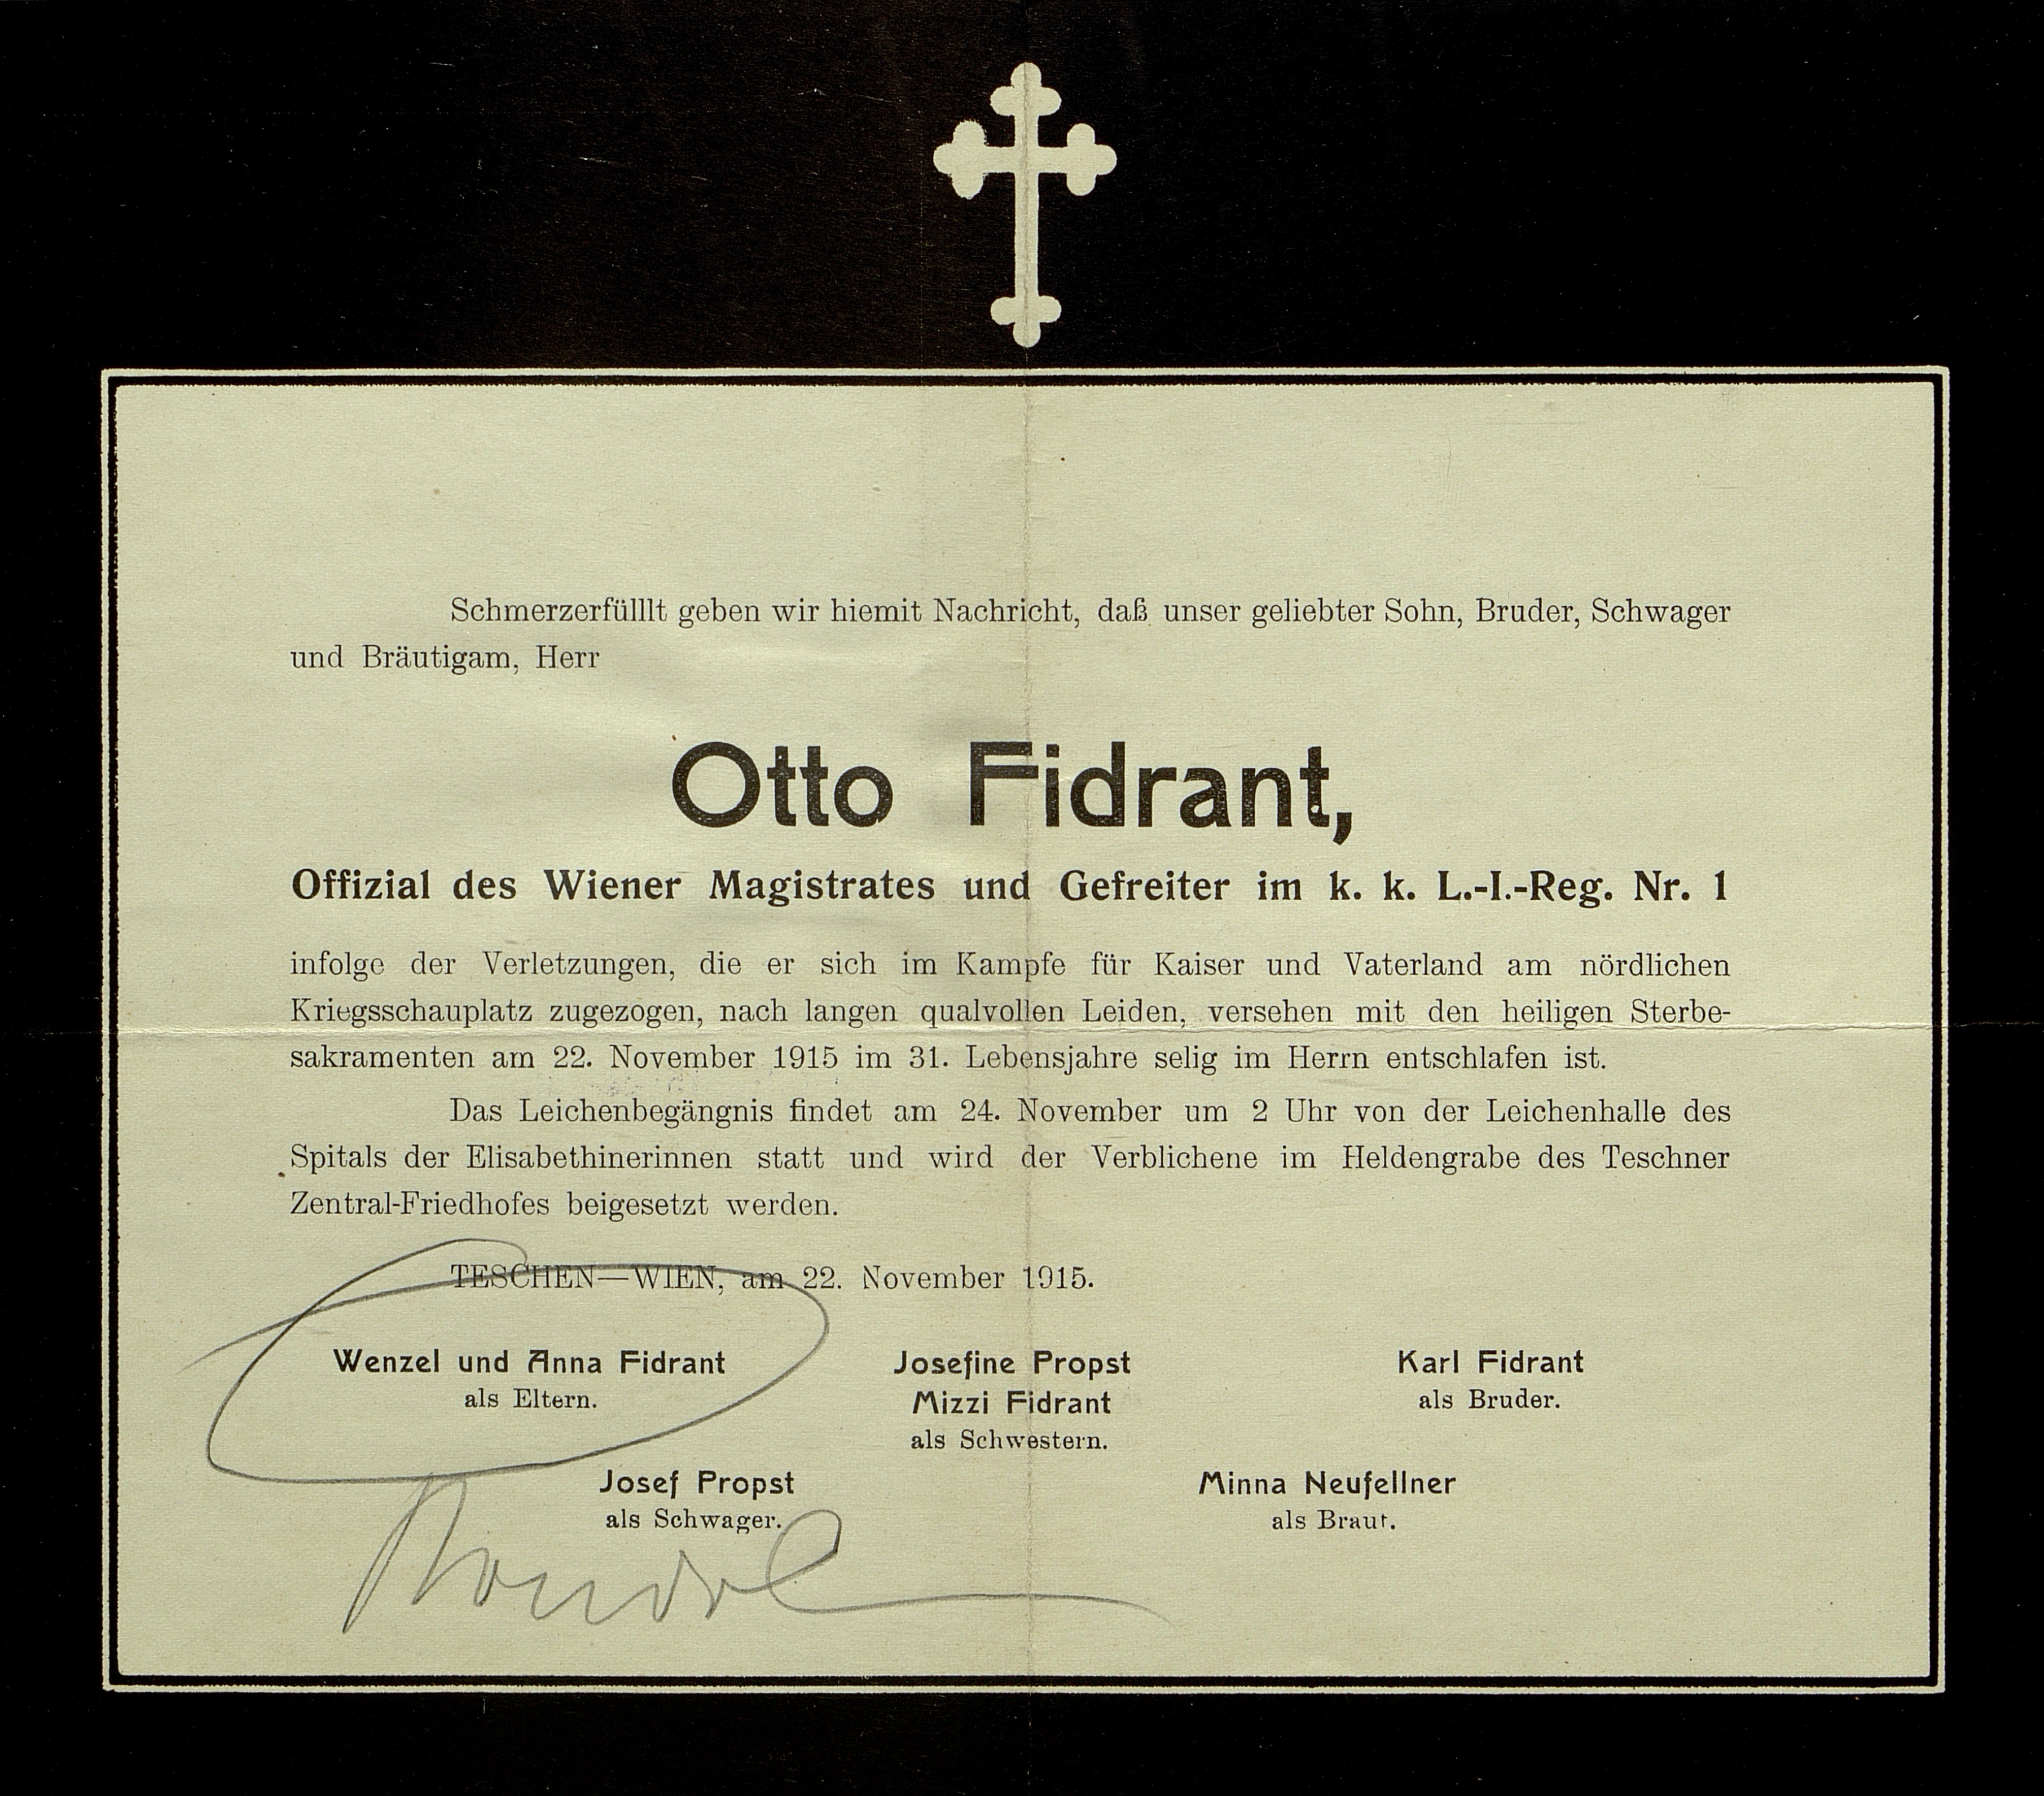 Schmerzerfülllt geben wir hiemit Nachricht, daß unser geliebter Sohn, Bruder, Schwager
und Bräutigam, Herr
Otto Fidrant,
Offizial des Wiener Magistrates und Gefreiter im k. k. L.-I.-Reg. Nr. 1
infolge der Verletzungen, die er sich im Kampfe für Kaiser und Vaterland am nördlichen
Kriegsschauplatz zugezogen, nach langen qualvollen Leiden, versehen mit den heiligen Sterbe-
sakramenten am 22. November 1915 im 31. Lebensjahre selig im Herrn entschlafen ist.
Das Leichenbegängnis findet am 24. November um 2 Uhr von der Leichenhalle des
Spitals der Elisabethinerinnen statt und wird der Verblichene im Heldengrabe des Teschner
Zentral-Friedhofes beigesetzt werden.
TESCHEN—WIEN, am 22. November 1915.
Wenzel und Anna Fidrant
als Eltern.
Josefine Propst
Mizzi Fidrant
als Schwestern.
Karl Fidrant
als Bruder.
Josef Propst
als Schwager.
Minna Neufellner
als Braut.